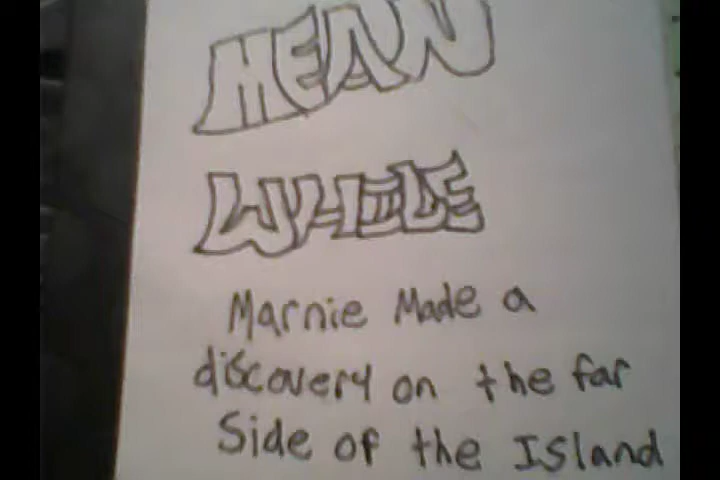 MEAN
WHILE
Marnie Made a
discovery on the far
Side of the Island